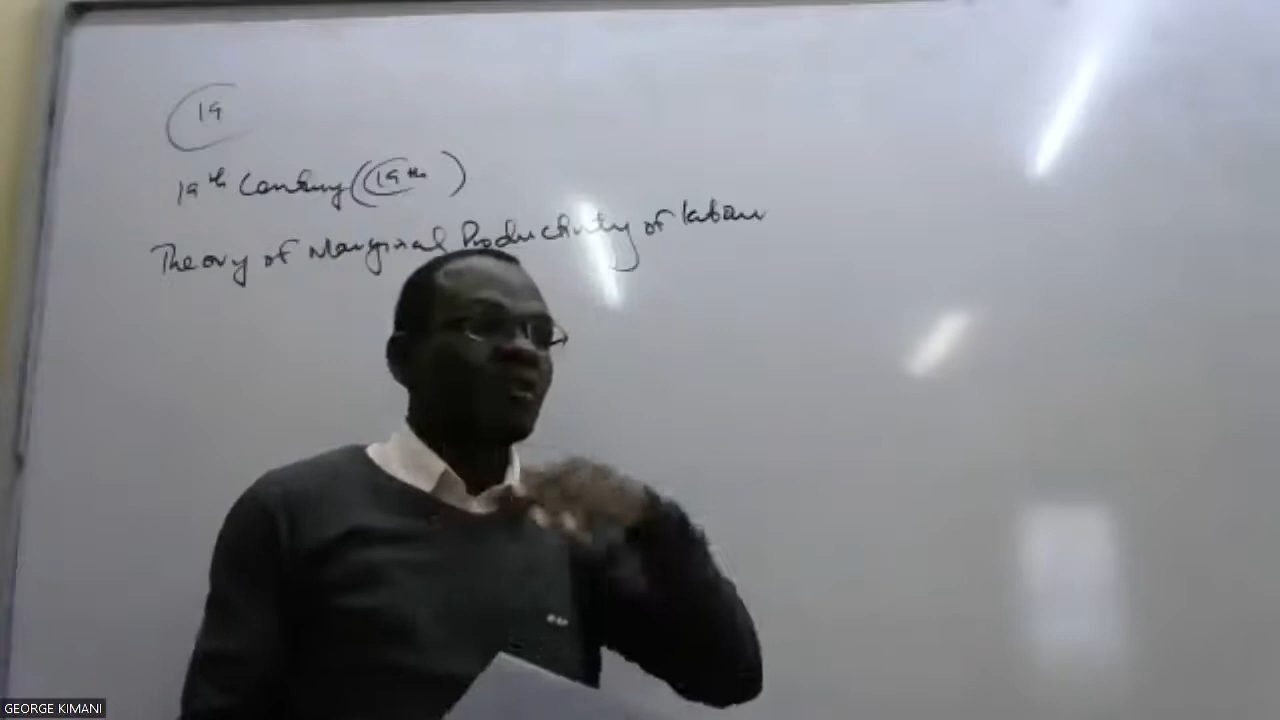 19
19th Century (19th)
Theory of Marginal Productivity of labour
GEORGE KIMANI